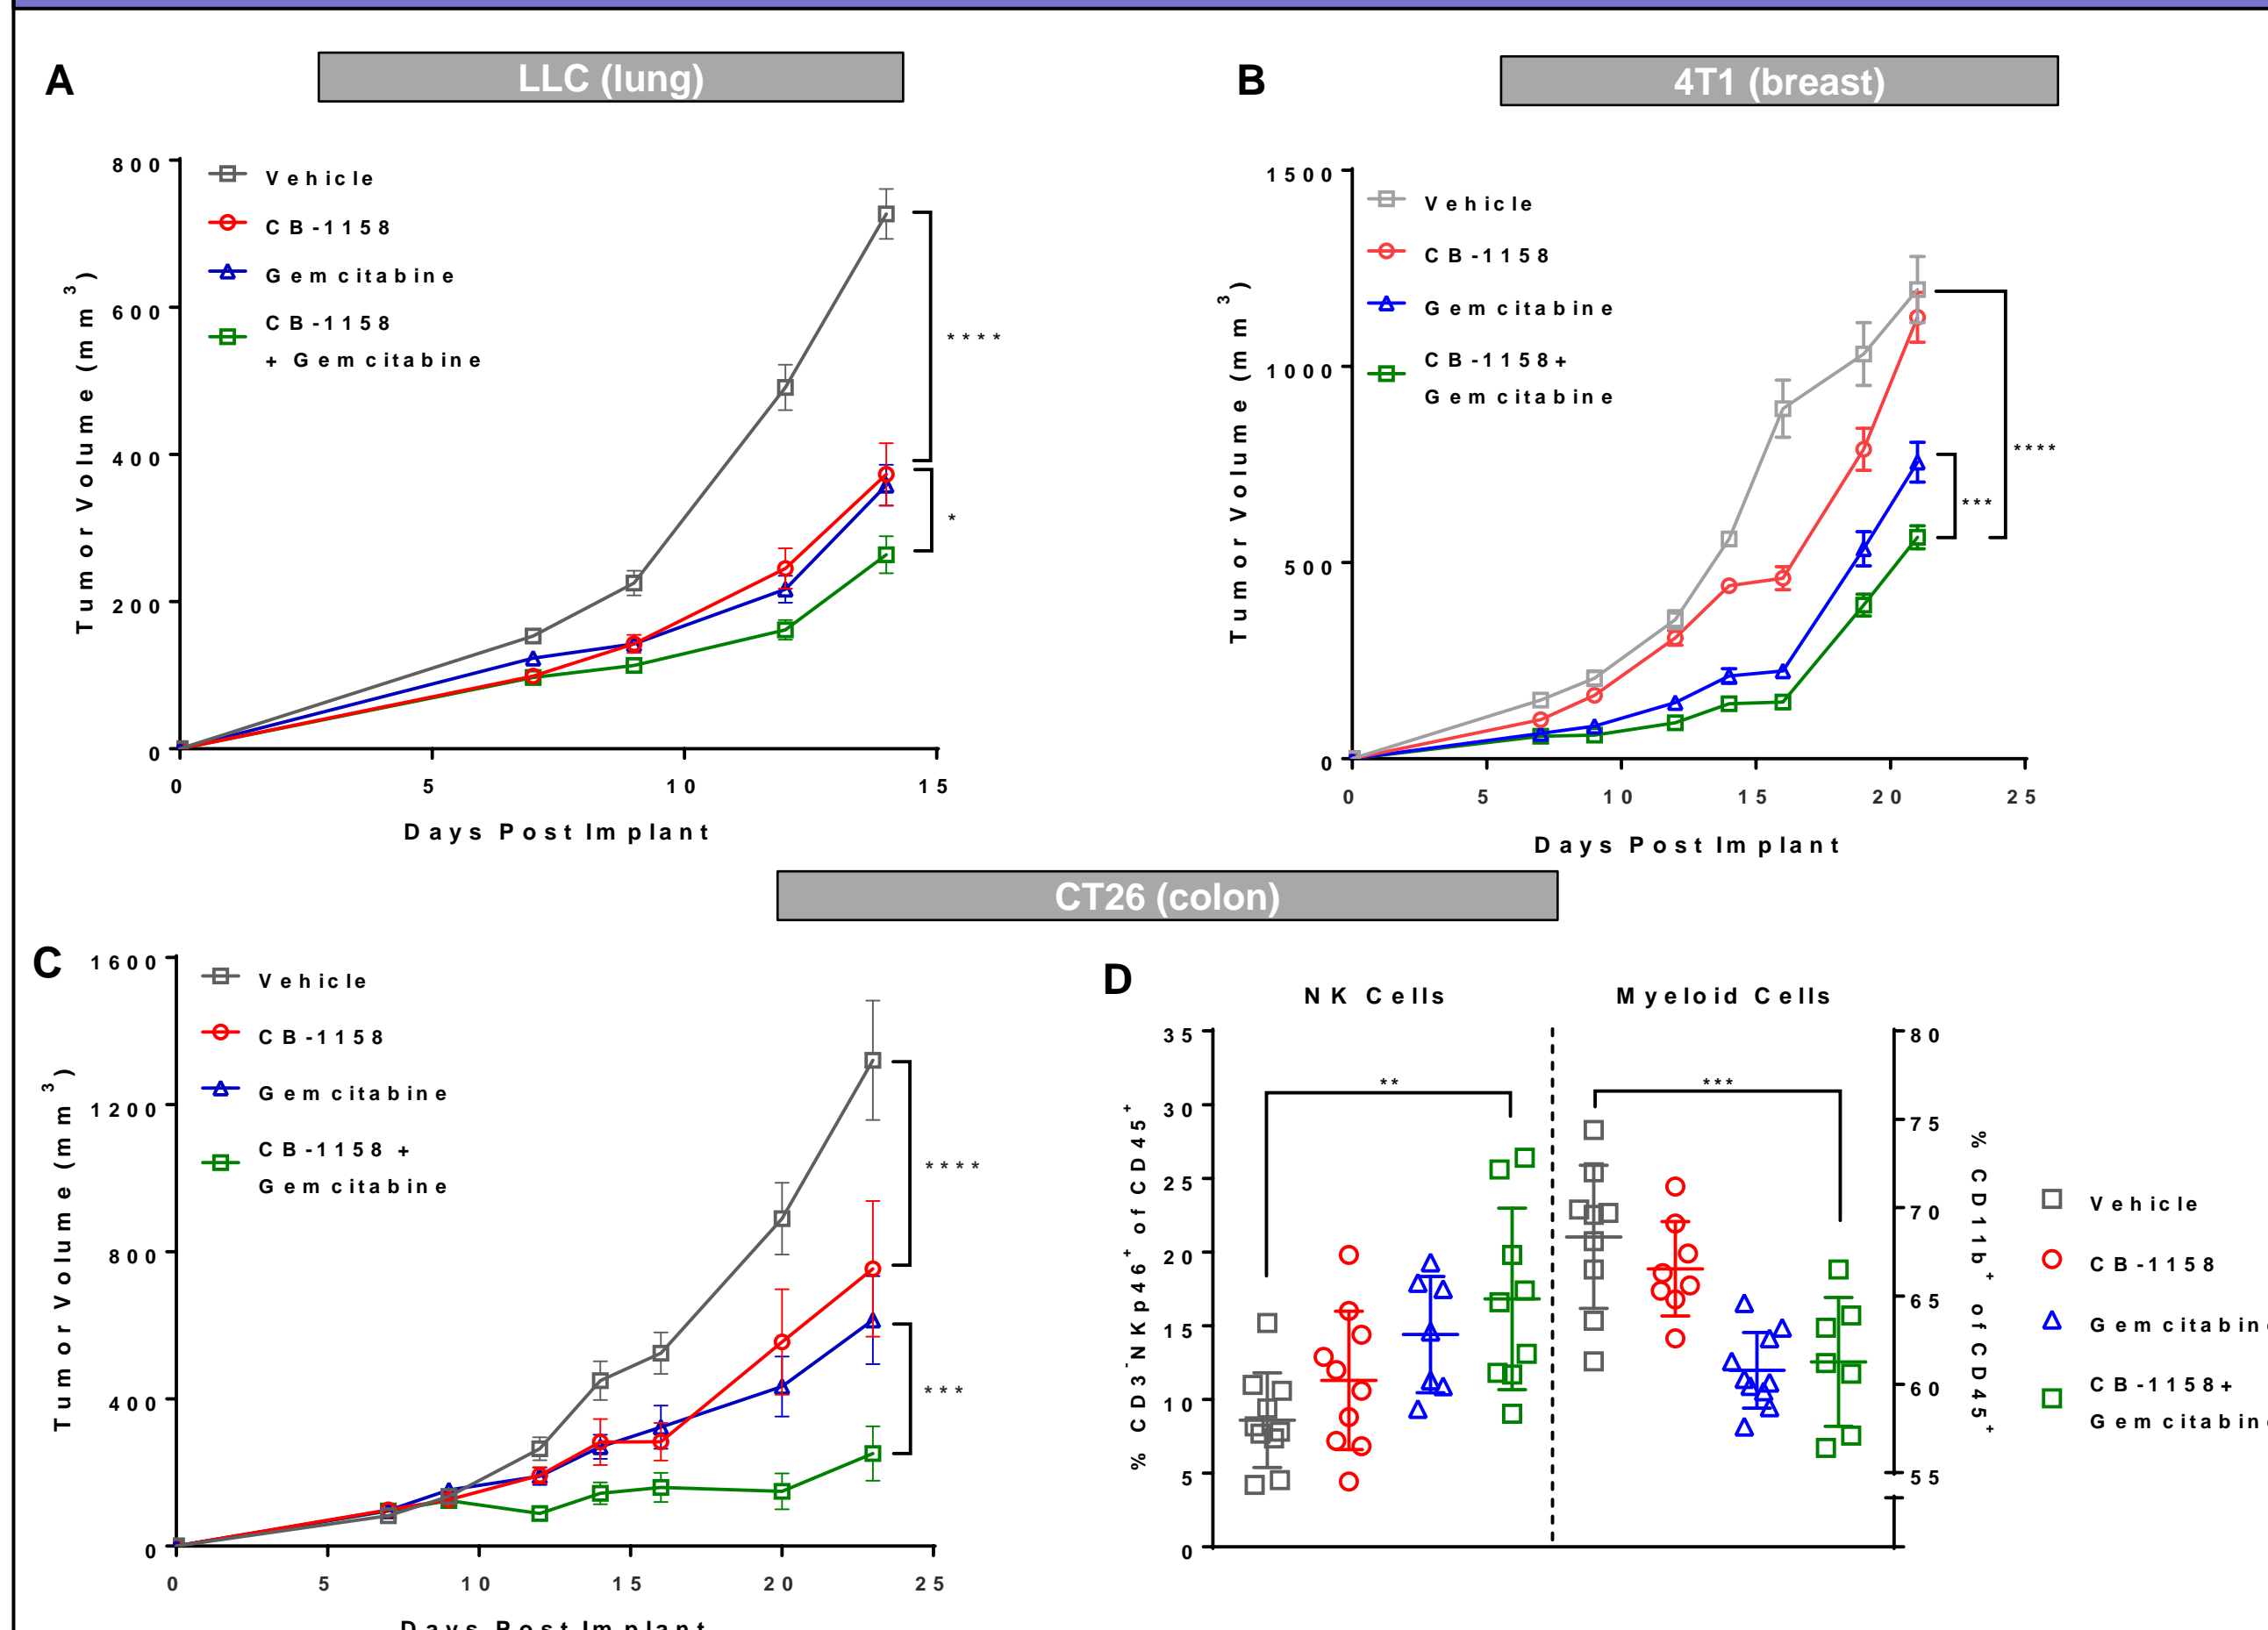 A
LLC (lung)
Tumor Volume (mm3)
800
600
400
200
0
Vehicle
CB-1158
Gemcitabine
CB-1158
+ Gemcitabine
****
*
0 5 10 15
Days Post Implant
B
4T1 (breast)
Tumor Volume (mm3)
1500
1000
500
0
Vehicle
CB-1158
Gemcitabine
CB-1158+
Gemcitabine
****
***
0 5 10 15 20 25
Days Post Implant
CT26 (colon)
C
Tumor Volume (mm3)
1600
1200
800
400
0
Vehicle
CB-1158
Gemcitabine
CB-1158 +
Gemcitabine
****
***
0 5 10 15 20 25
Days Post Implant
D
NK Cells
Myeloid Cells
% CD3-NKp46+ of CD45+
35
30
25
20
15
10
5
0
**
***
80
75
70
65
60
55
% CD11b+ of CD45+
Vehicle
CB-1158
Gemcitabine
CB-1158+
Gemcitabine